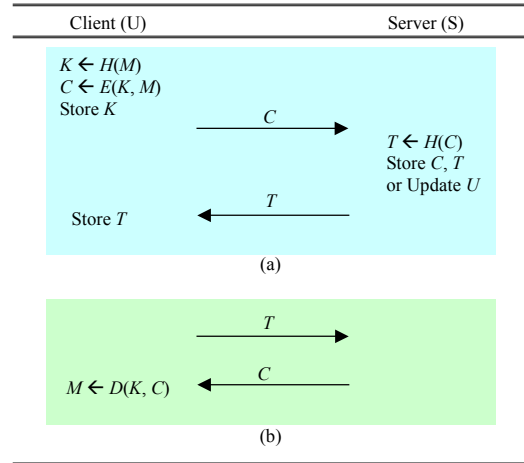 Client (U) Server (S)
K ← H(M)
C ← E(K, M)
Store K
C
T ← H(C)
Store C, T
or Update U
T
Store T
(a)
T
C
M ← D(K, C)
(b)